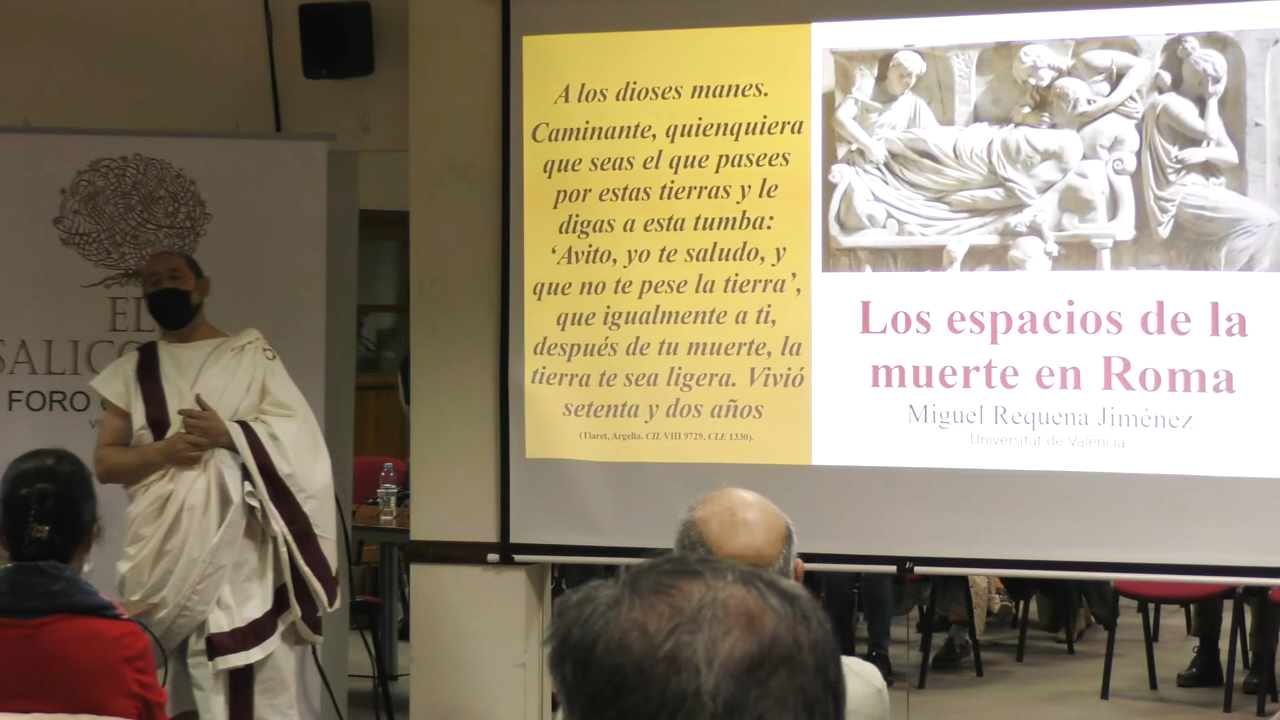 EL
SALICO
FORO
A los dioses manes.
Caminante, quienquiera
que seas el que pasees
por estas tierras y le
digas a esta tumba:
‘Avito, yo te saludo, y
que no te pese la tierra’,
que igualmente a ti,
después de tu muerte, la
tierra te sea ligera. Vivió
setenta y dos años
(Tiaret, Argelia. CIL VIII 9729, CLE 1330).
Los espacios de la
muerte en Roma
Miguel Requena Jiménez
Universitat de València